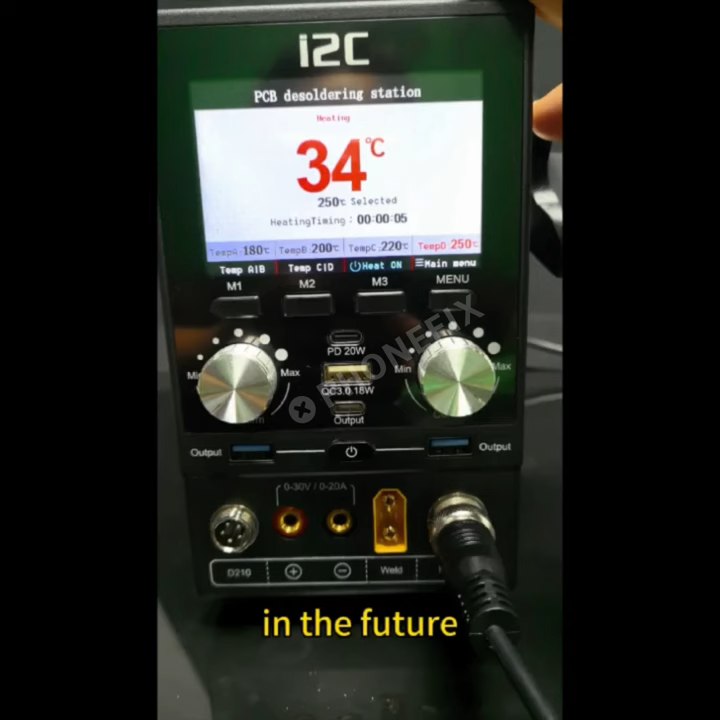 i2C
PCB desoldering station
Heating
34℃
250℃ Selected
HeatingTiming : 00:00:05
TempA:180℃ TempB:200℃ TempC:220℃ TempD:250℃
Temp A|B Temp C|D Heat ON Main menu
M1 M2 M3 MENU
PHONEFIX
PD 20W
Max Min Max
QC3.0 18W
Output
Output Output
0-30V / 0-20A
D210 Weld
in the future